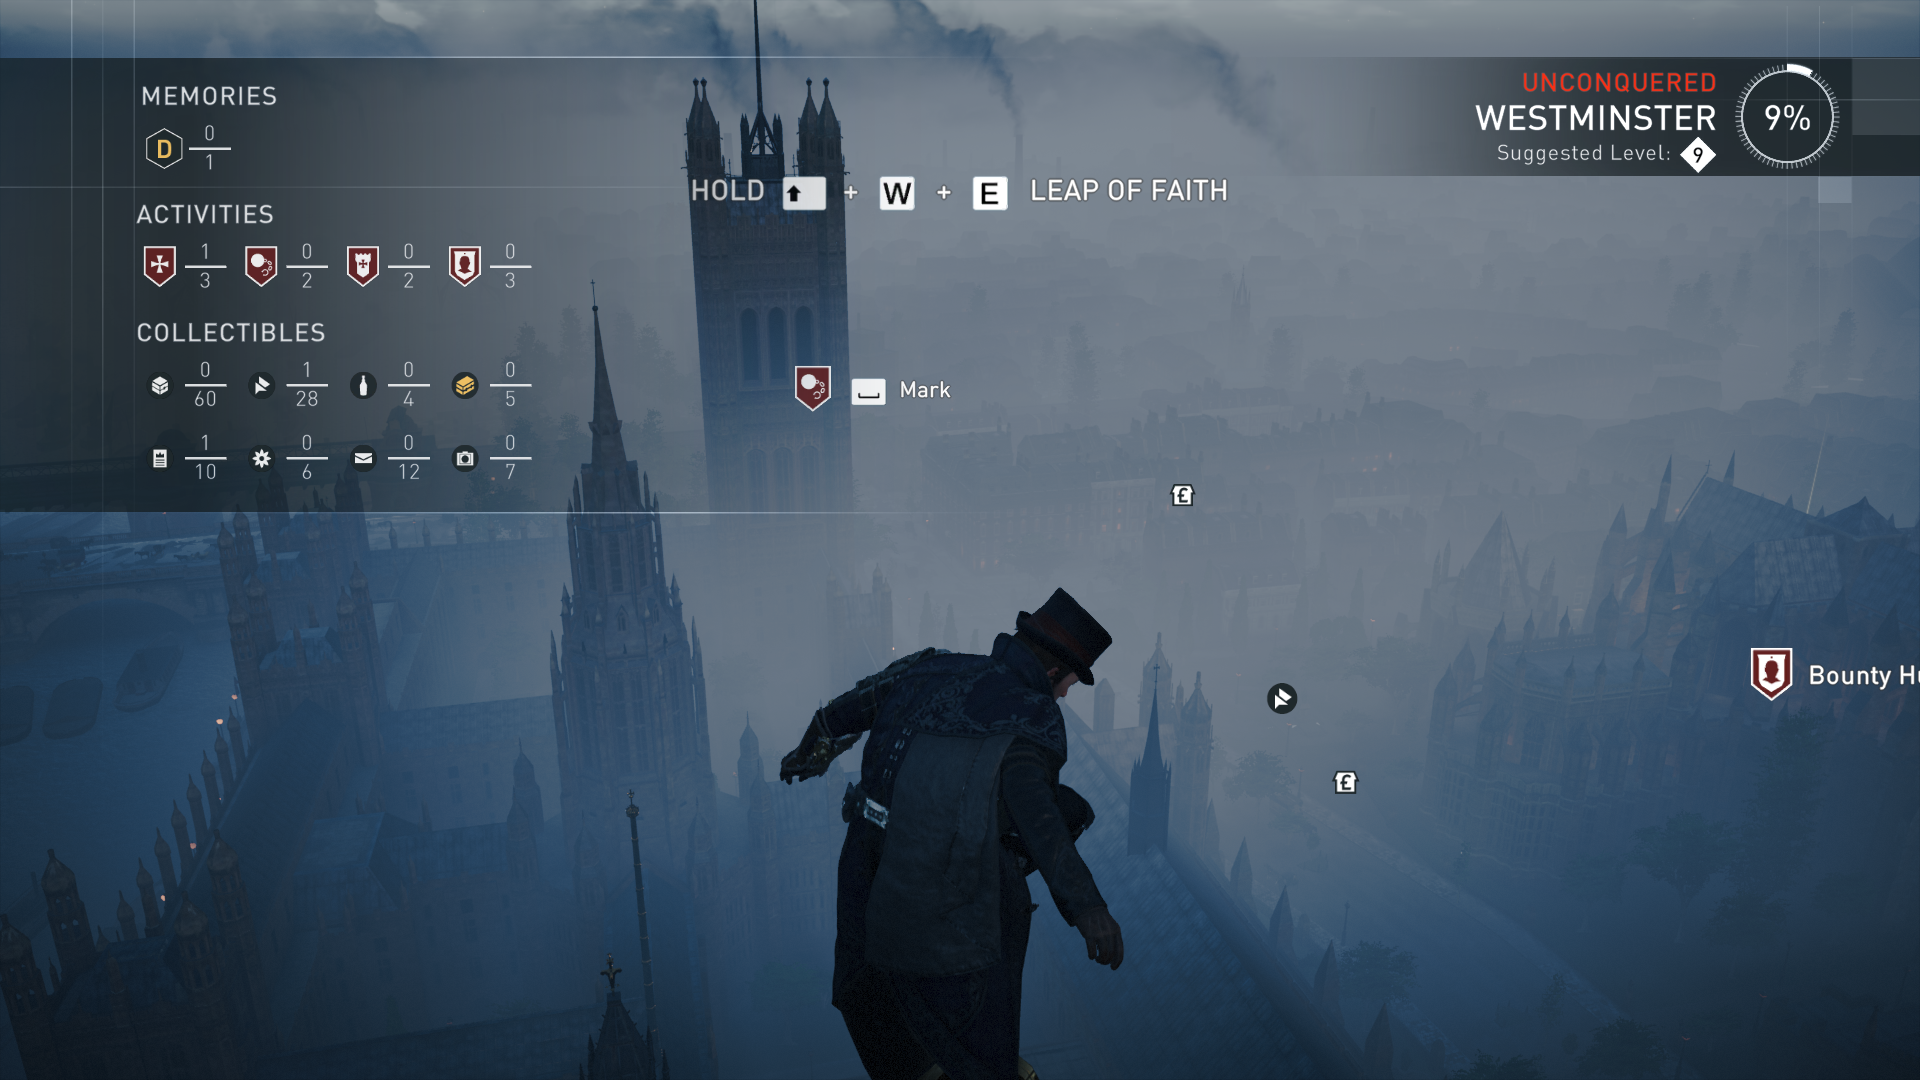 MEMORIES
D 0/1
ACTIVITIES
1/3 0/2 0/2 0/3
COLLECTIBLES
0/60 1/28 0/4 0/5
1/10 0/6 0/12 0/7
UNCONQUERED
WESTMINSTER
Suggested Level: 9
9%
HOLD + W + E LEAP OF FAITH
Mark
£
Bounty
£